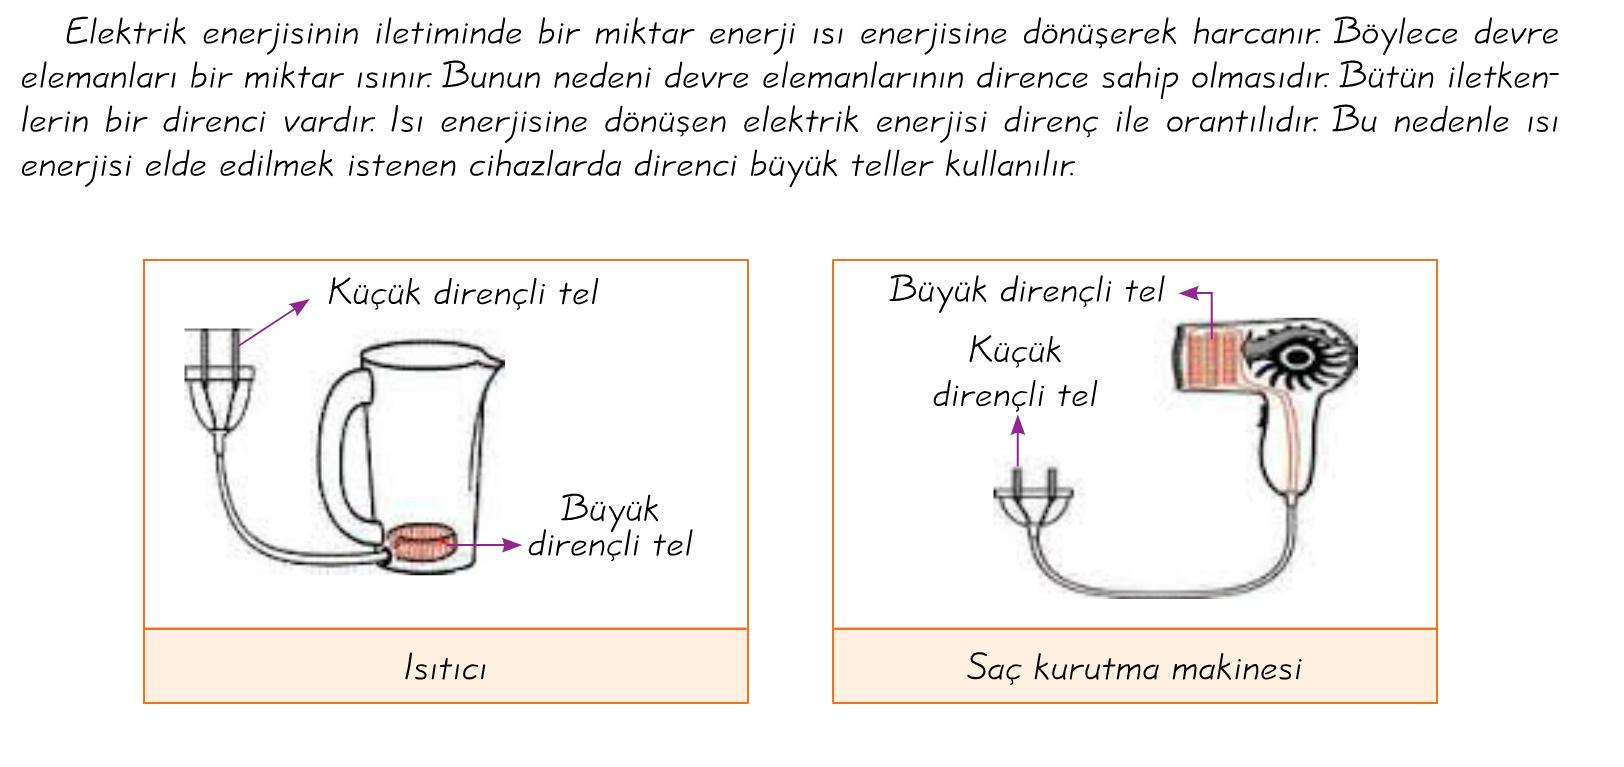 Elektrik enerjisinin iletiminde bir miktar enerji ısı enerjisine dönüşerek harcanır. Böylece devre
elemanları bir miktar ısınır. Bunun nedeni devre elemanlarının dirence sahip olmasıdır. Bütün iletken-
lerin bir direnci vardır. Isı enerjisine dönüşen elektrik enerjisi direnç ile orantılıdır. Bu nedenle ısı
enerjisi elde edilmek istenen cihazlarda direnci büyük teller kullanılır.
Küçük dirençli tel
Büyük
dirençli tel
Isıtıcı
Büyük dirençli tel
Küçük
dirençli tel
Saç kurutma makinesi